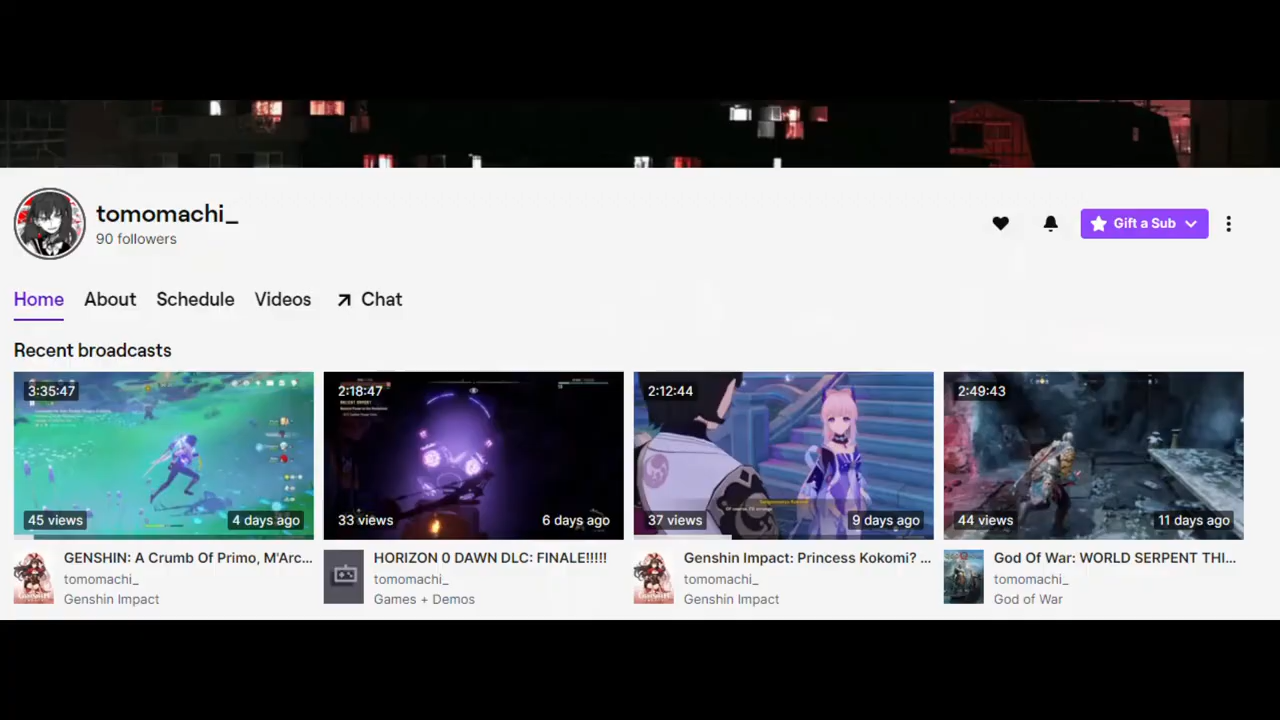 tomomachi_
90 followers
Gift a Sub
Home About Schedule Videos Chat
Recent broadcasts
3:35:47
45 views
4 days ago
GENSHIN: A Crumb Of Primo, M'Arc...
tomomachi_
Genshin Impact
2:18:47
33 views
6 days ago
HORIZON 0 DAWN DLC: FINALE!!!!!
tomomachi_
Games + Demos
2:12:44
37 views
9 days ago
Genshin Impact: Princess Kokomi? ...
tomomachi_
Genshin Impact
2:49:43
44 views
11 days ago
God Of War: WORLD SERPENT THI...
tomomachi_
God of War